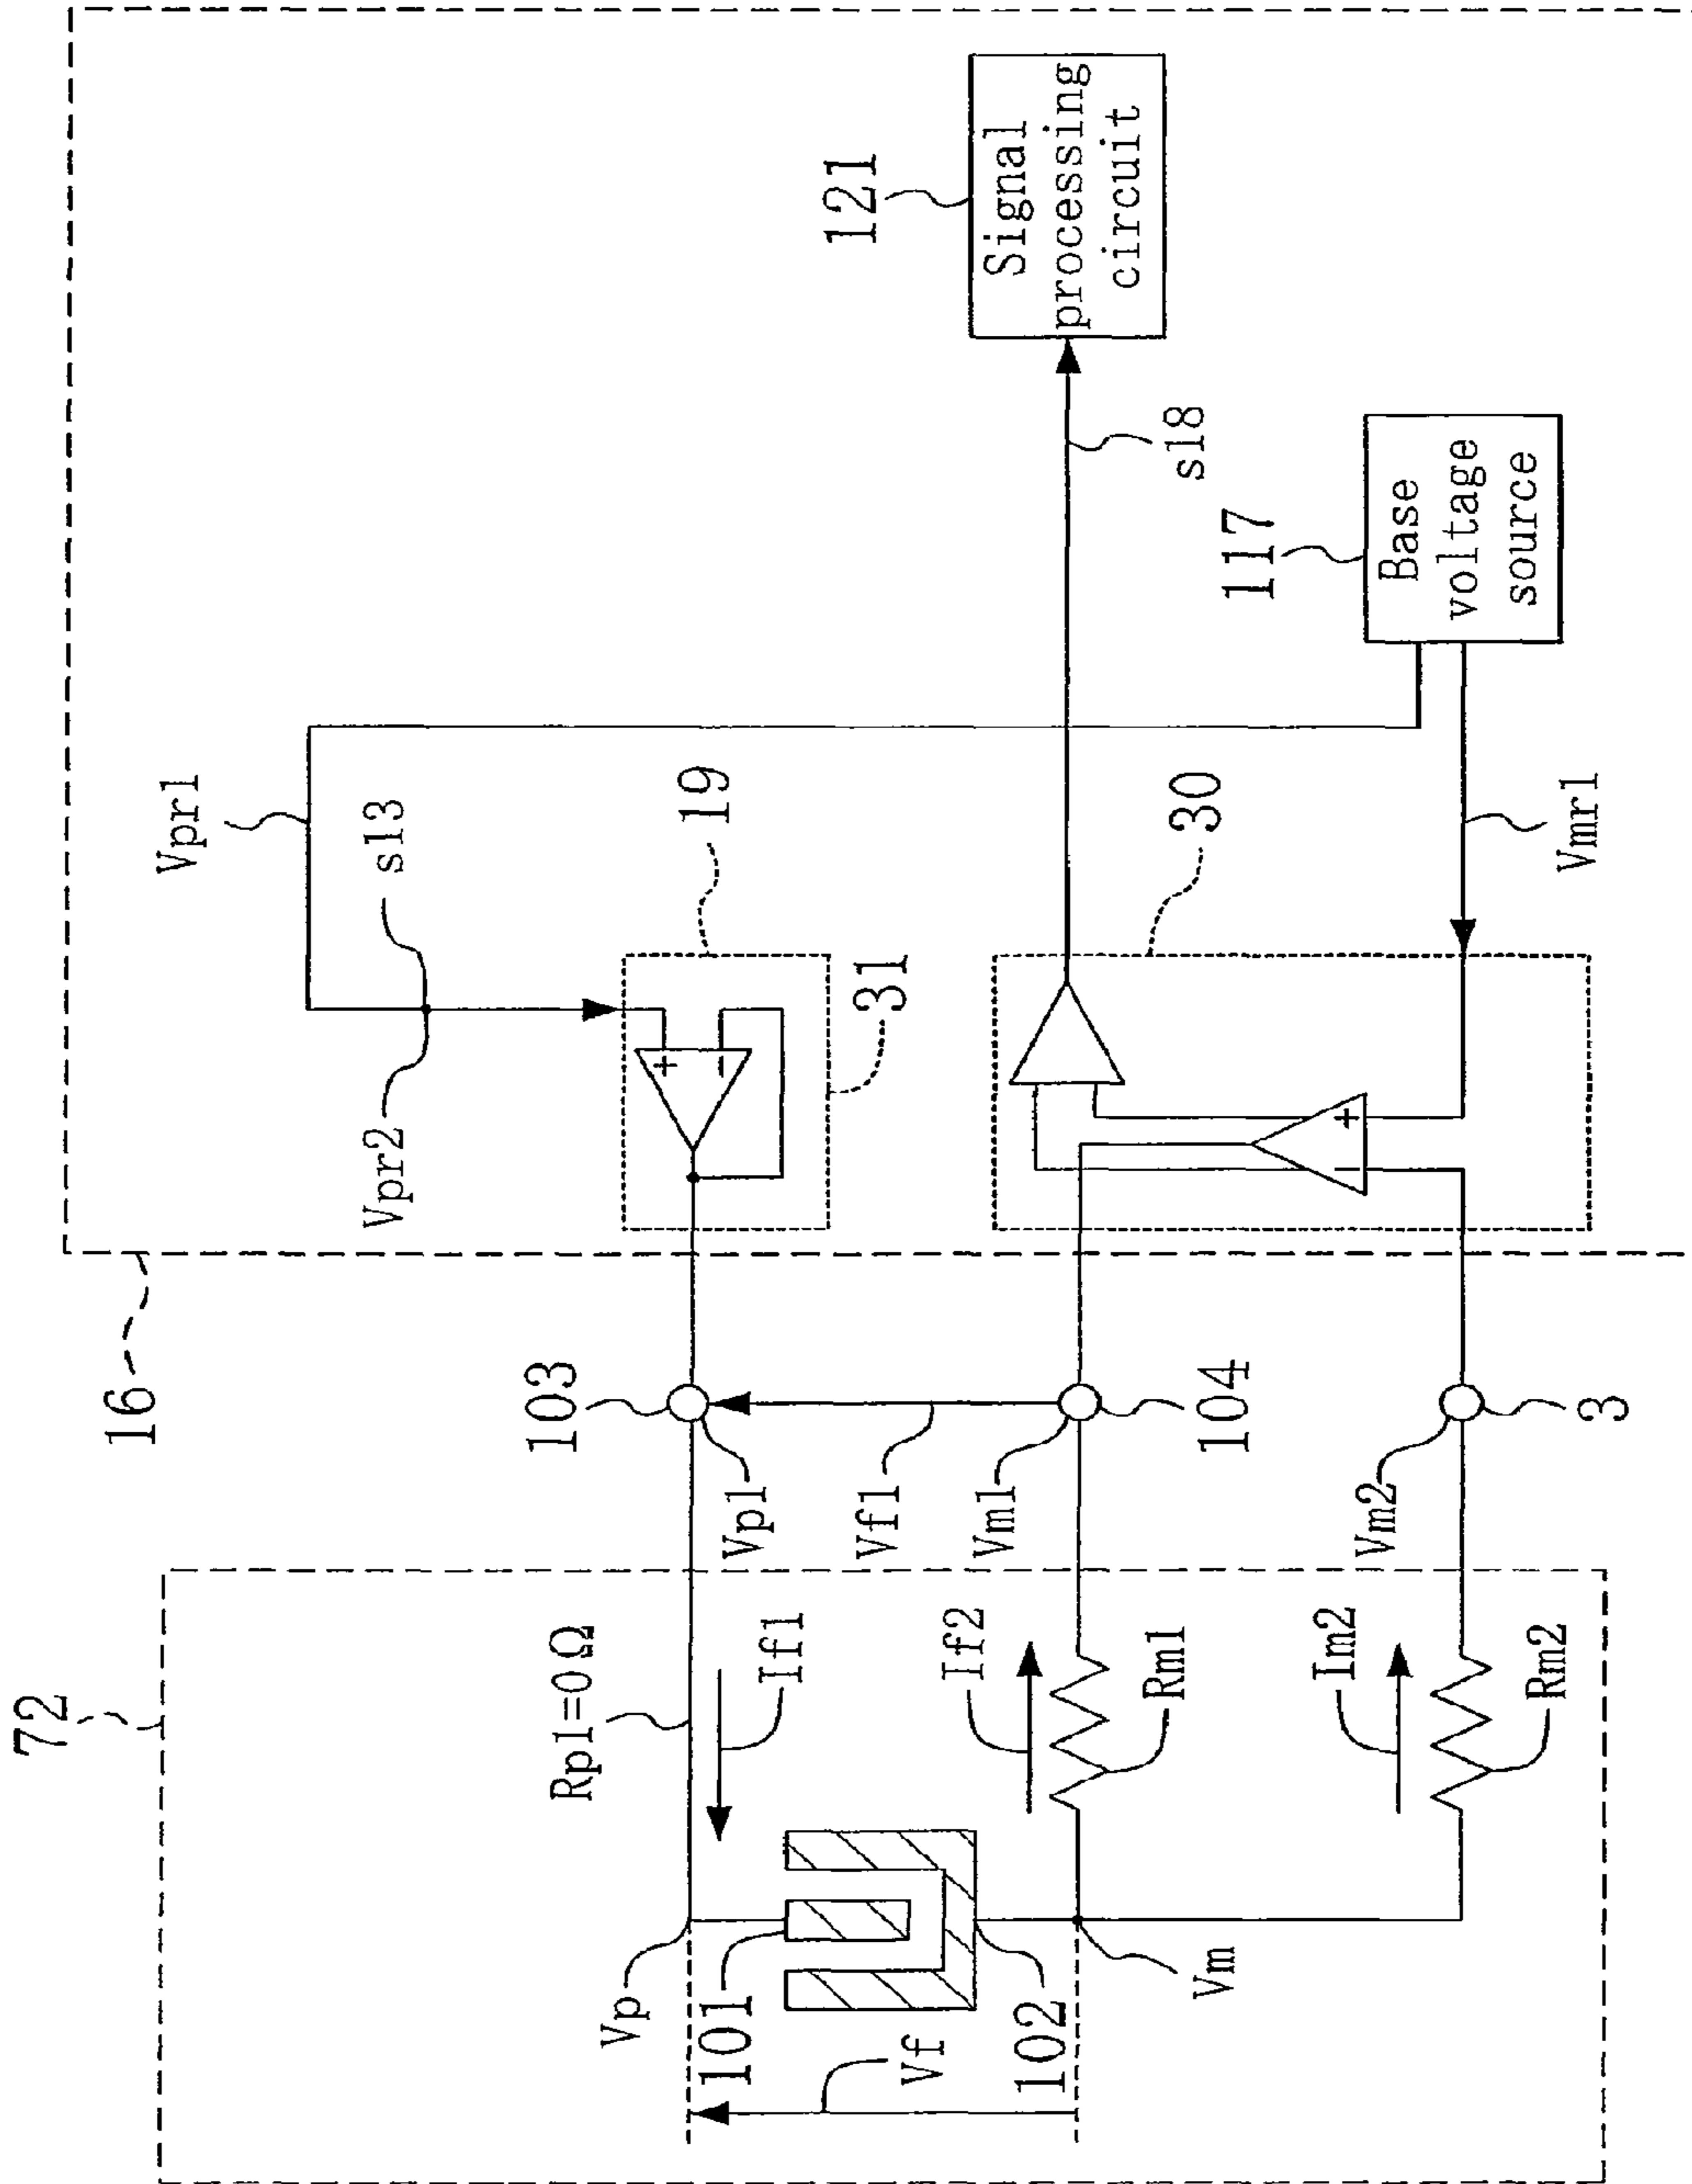 72
16
Rp1=0Ω
If1
If2
Rm1
Im2
Rm2
Vp
101
Vf
102
Vm
103
Vp1
Vf1
Vm1
104
Vm2
3
Vpr1
Vpr2
s13
19
31
30
Vmr1
s18
121
Signal
processing
circuit
117
Base
voltage
source
+
−
+
−